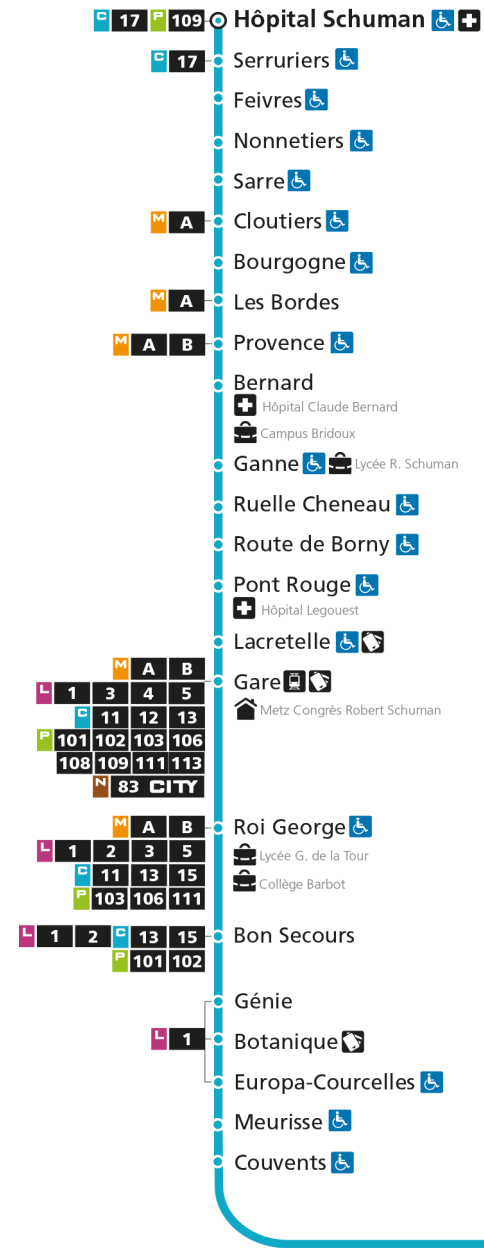 C 17 P 109 Hôpital Schuman
C 17 Serruriers
Feivres
Nonnetiers
Sarre
M A Cloutiers
Bourgogne
M A Les Bordes
M A B Provence
Bernard
Hôpital Claude Bernard
Campus Bridoux
Ganne Lycée R. Schuman
Ruelle Cheneau
Route de Borny
Pont Rouge
Hôpital Legouest
Lacretelle
M A B
Gare
L 1 3 4 5
Metz Congrès Robert Schuman
C 11 12 13
P 101 102 103 106
108 109 111 113
N 83 CITY
M A B Roi George
L 1 2 3 5 Lycée G. de la Tour
C 11 13 15 Collège Barbot
P 103 106 111
L 1 2 C 13 15 Bon Secours
P 101 102
Génie
L 1 Botanique
Europa-Courcelles
Meurisse
Couvents